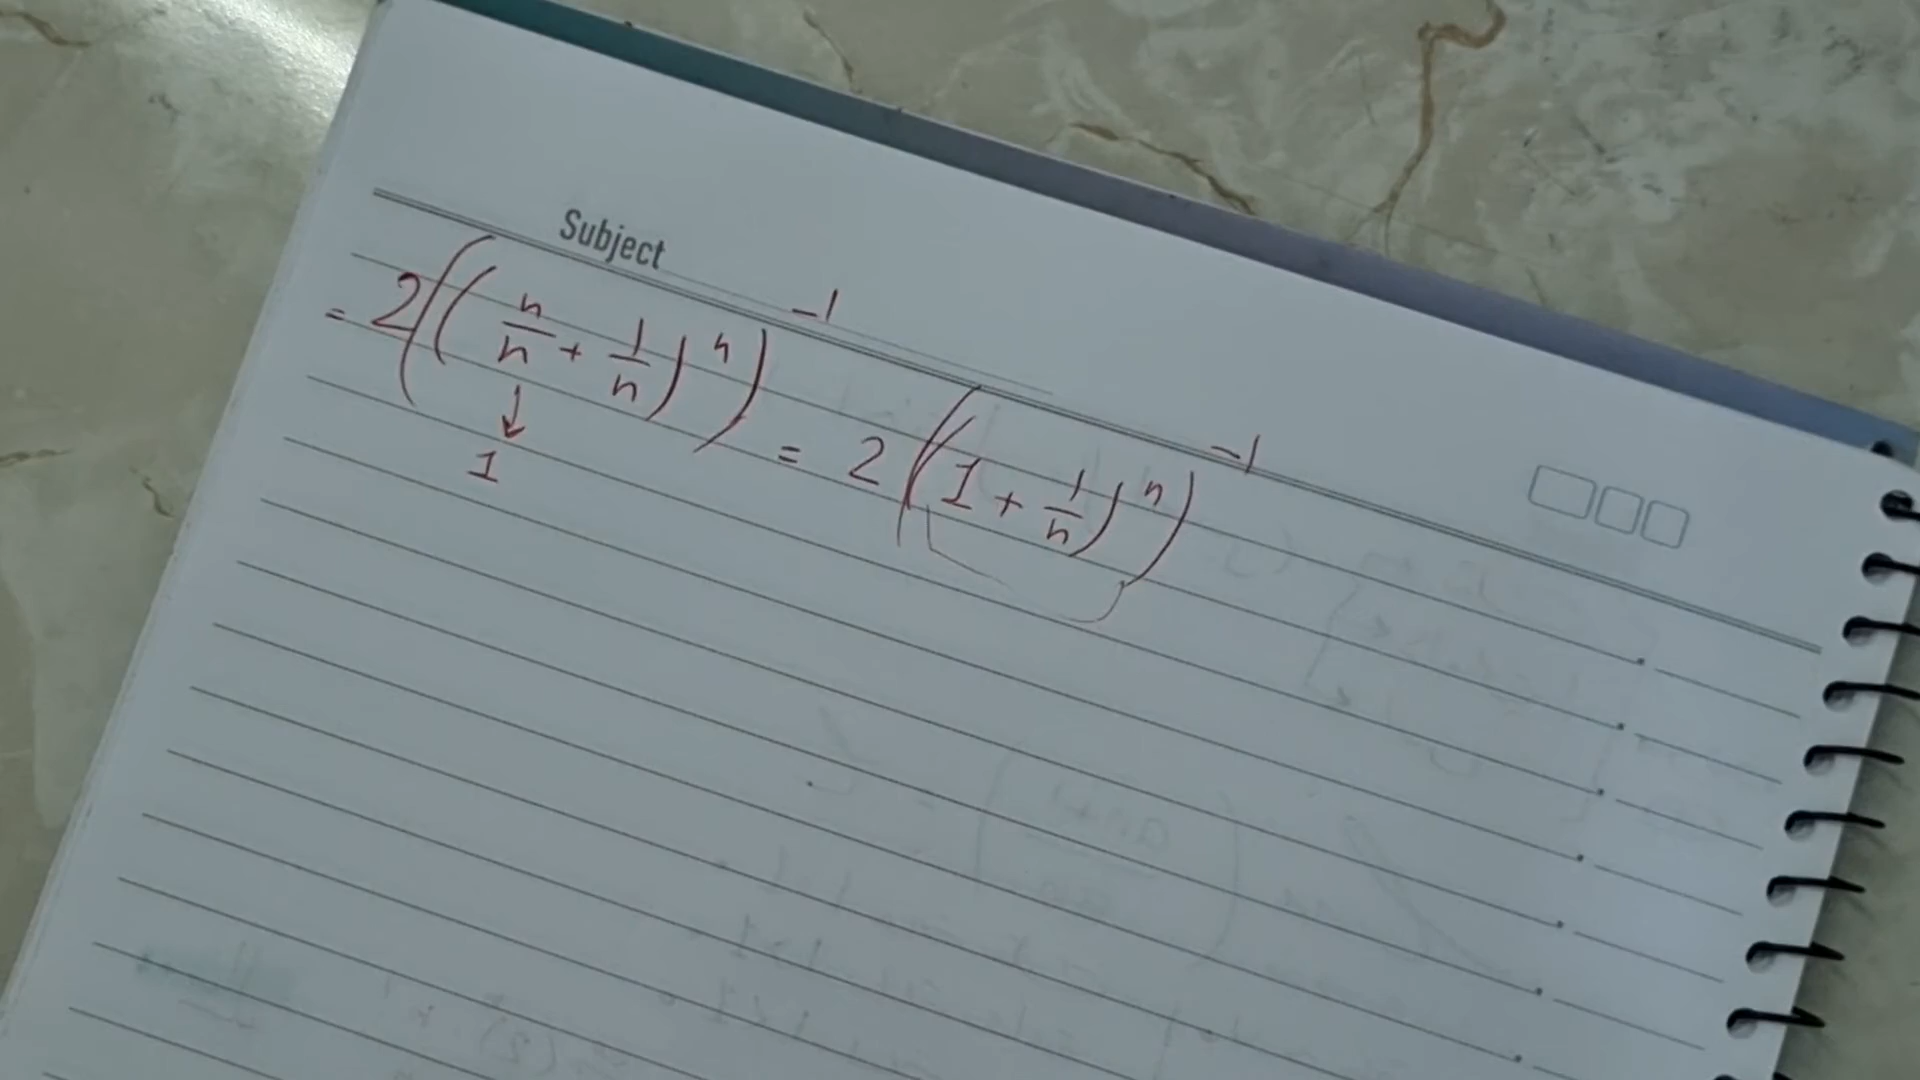 Subject
= 2((n/n + 1/n)^n)^-1 = 2((1 + 1/n)^n)^-1
↓
1